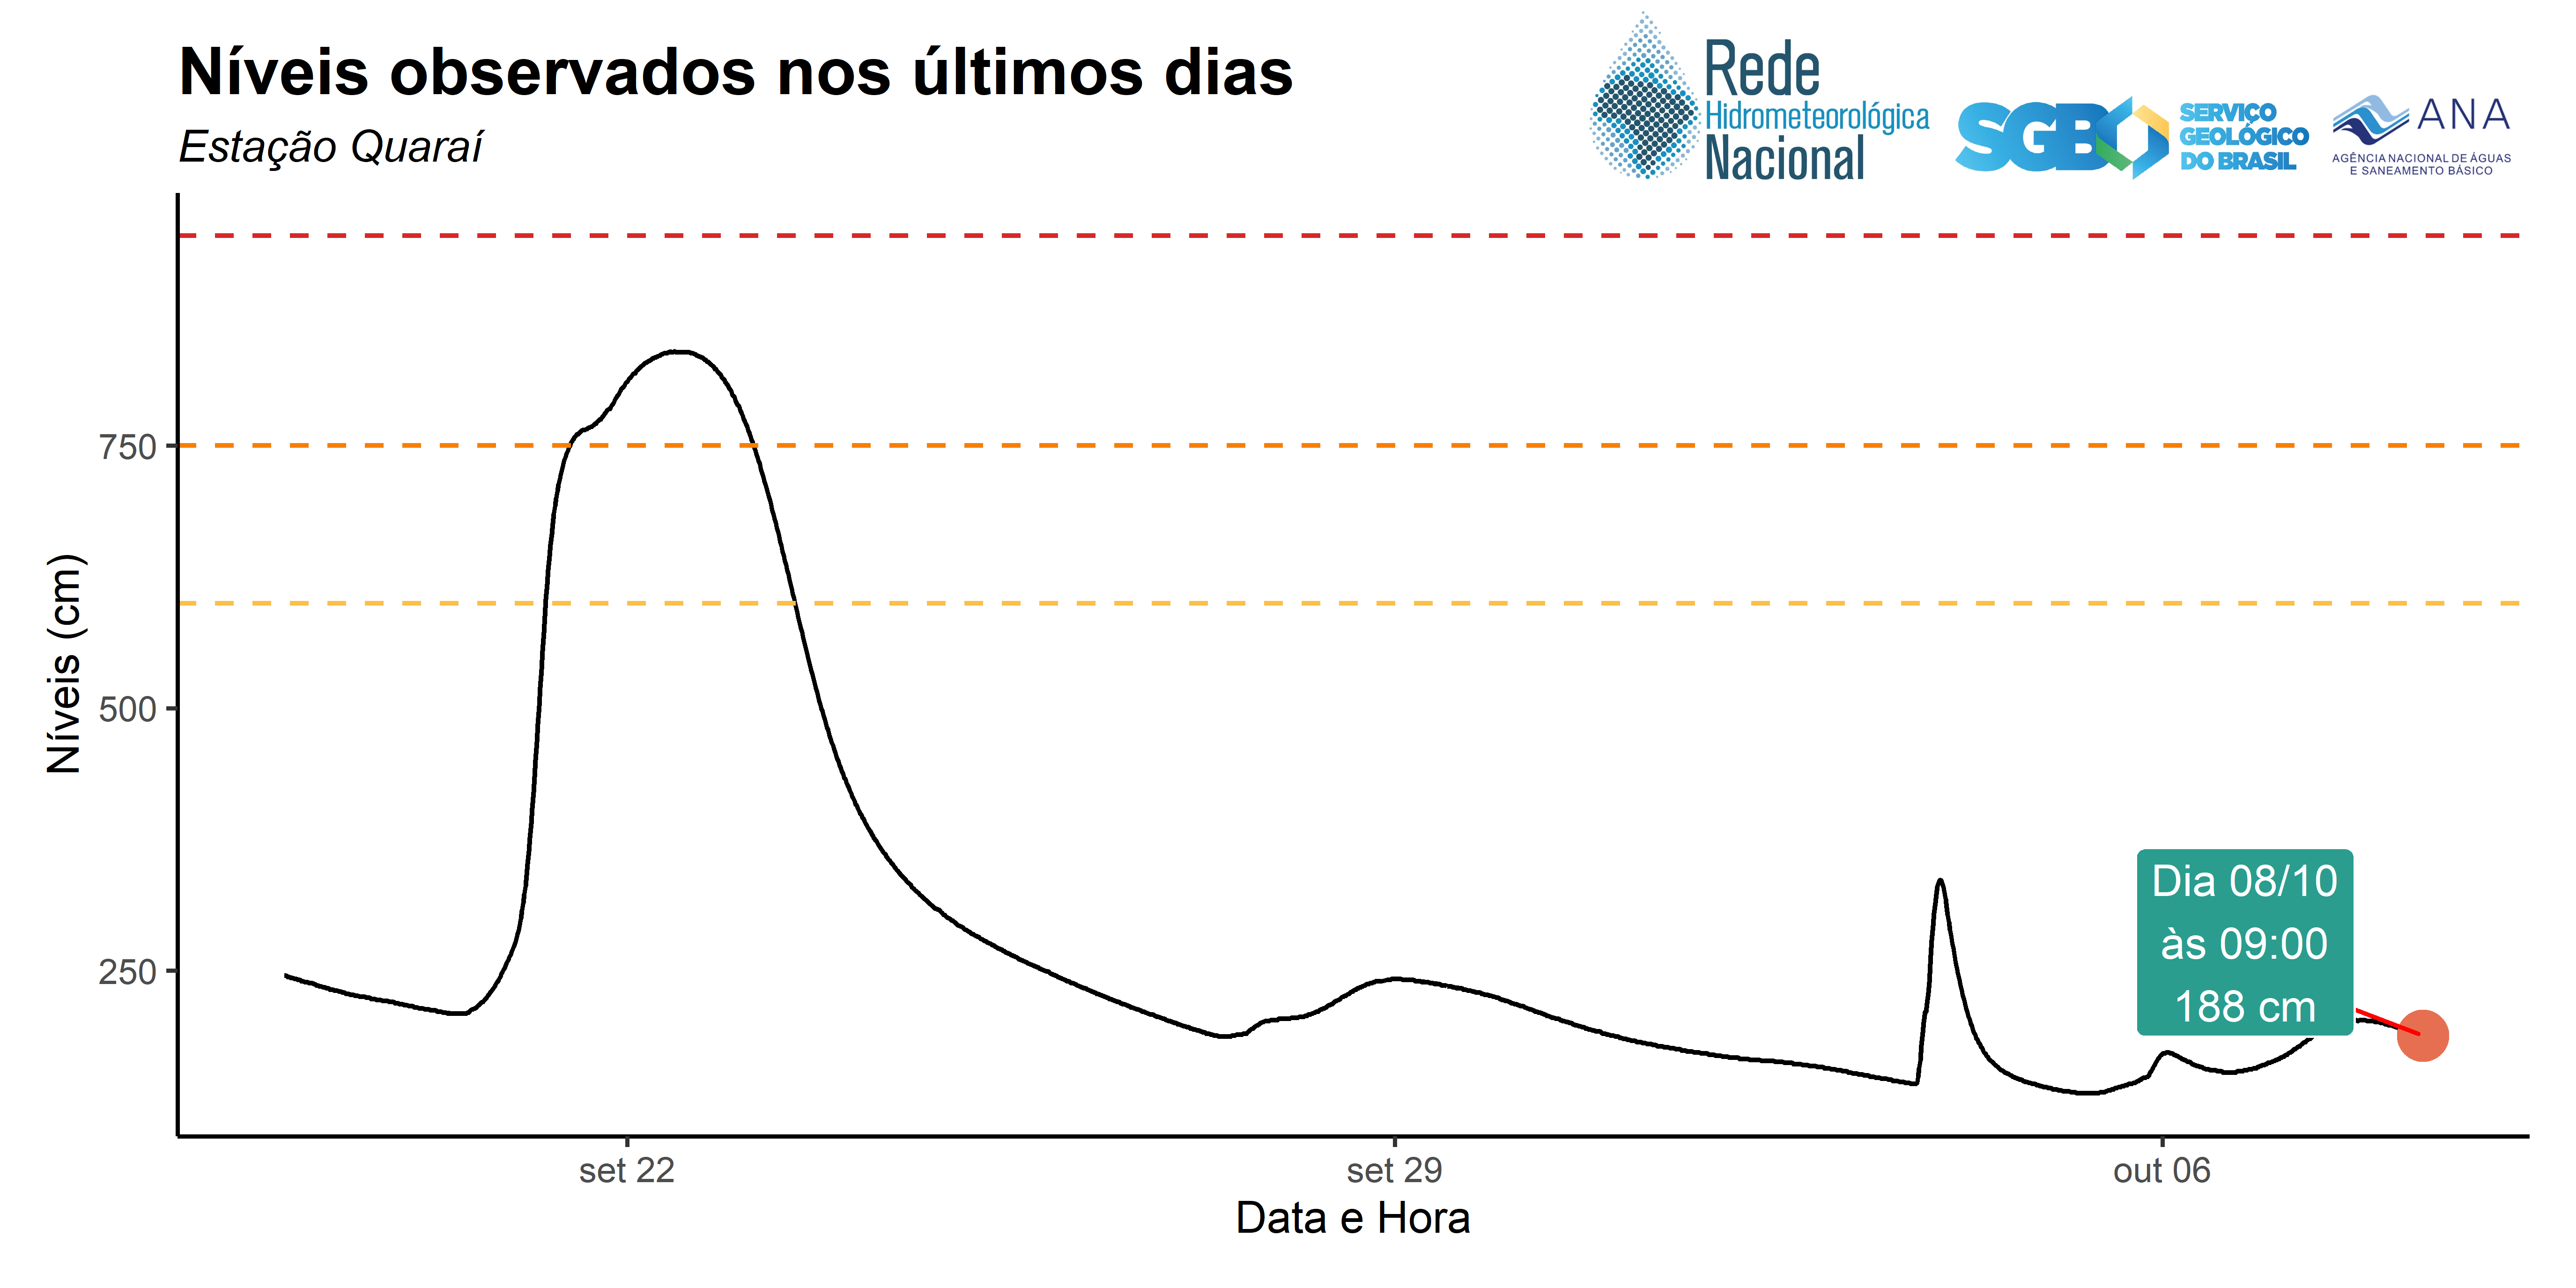 Níveis observados nos últimos dias
Estação Quaraí
Rede
Hidrometeorológica
Nacional
SGB
SERVIÇO
GEOLÓGICO
DO BRASIL
ANA
AGÊNCIA NACIONAL DE ÁGUAS
E SANEAMENTO BÁSICO
Níveis (cm)
750
500
250
Dia 08/10
às 09:00
188 cm
set 22
set 29
out 06
Data e Hora